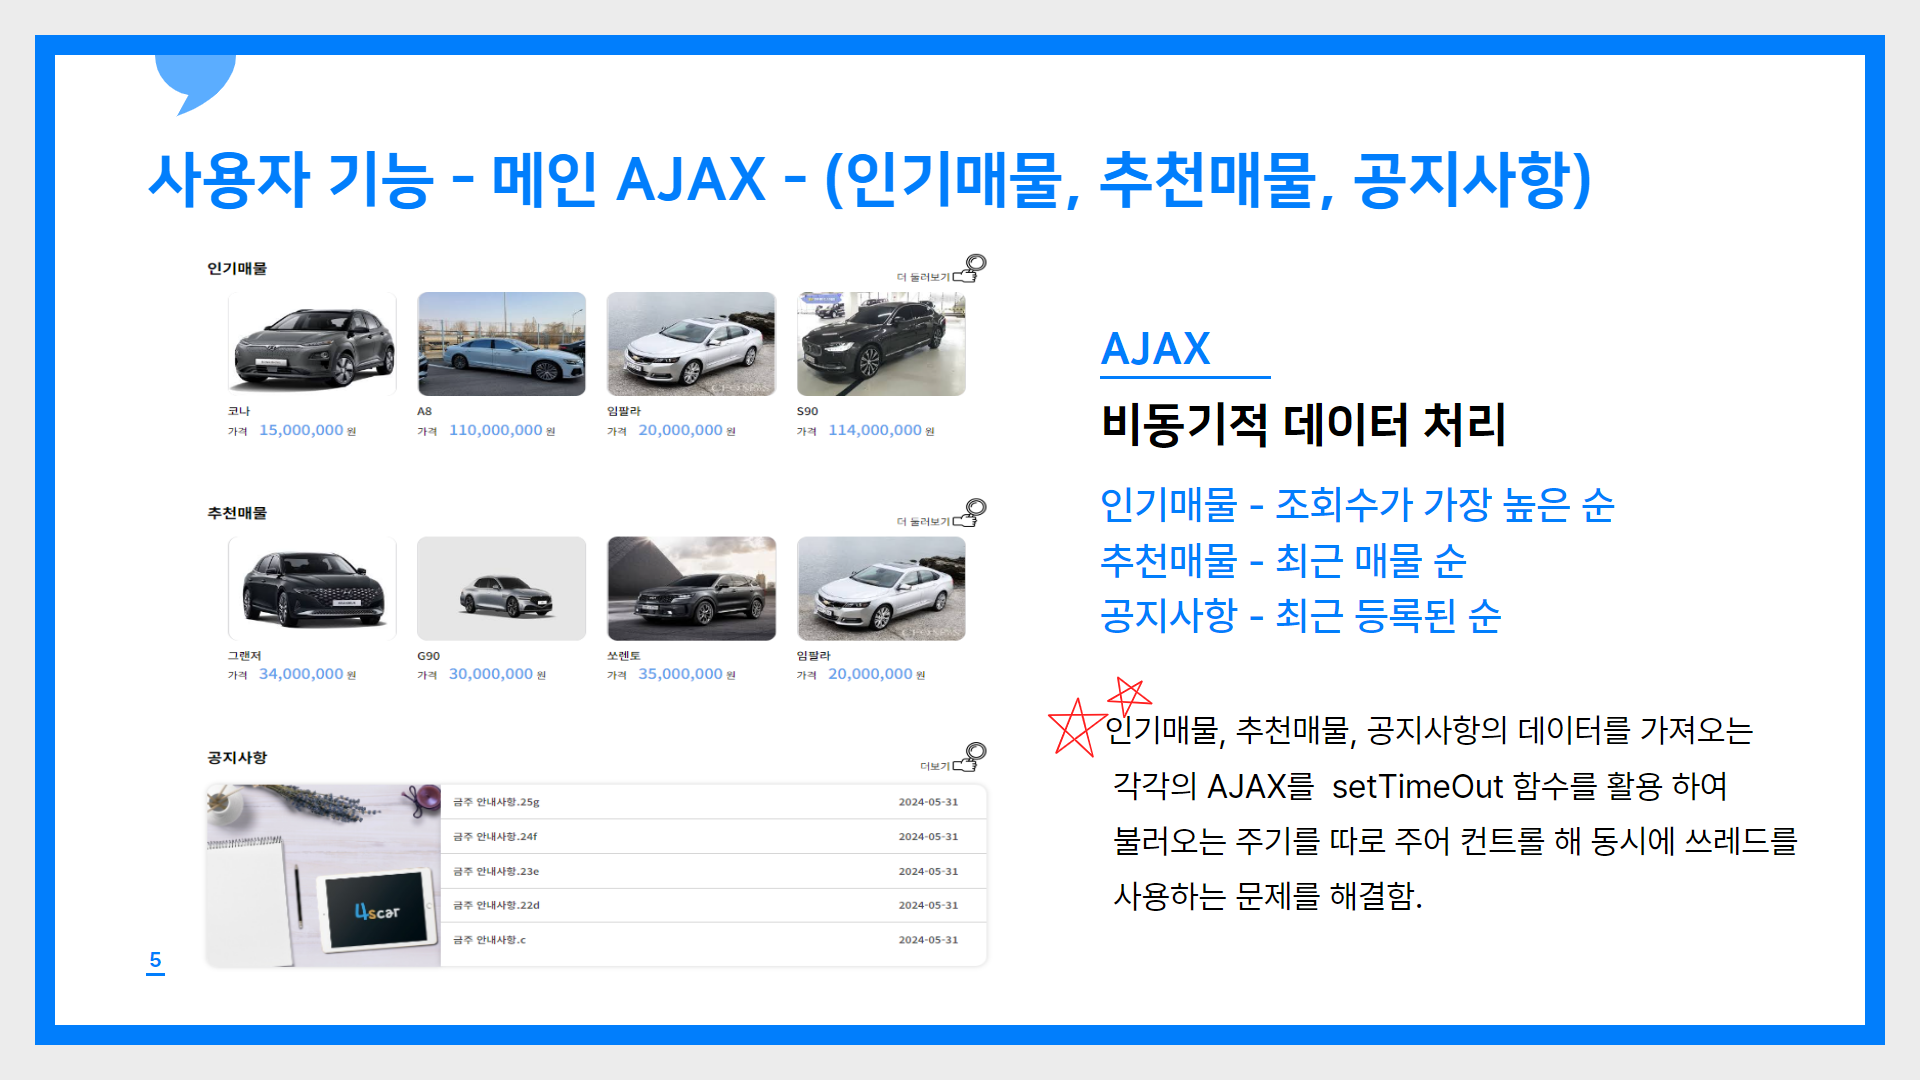 사용자 기능 - 메인 AJAX - (인기매물, 추천매물, 공지사항)
인기매물
더 둘러보기
코나
가격 15,000,000 원
A8
가격 110,000,000 원
임팔라
가격 20,000,000 원
S90
가격 114,000,000 원
추천매물
더 둘러보기
그랜저
가격 34,000,000 원
G90
가격 30,000,000 원
쏘렌토
가격 35,000,000 원
임팔라
가격 20,000,000 원
공지사항
더보기
4scar
금주 안내사항.25g 2024-05-31
금주 안내사항.24f 2024-05-31
금주 안내사항.23e 2024-05-31
금주 안내사항.22d 2024-05-31
금주 안내사항.c 2024-05-31
AJAX
비동기적 데이터 처리
인기매물 - 조회수가 가장 높은 순
추천매물 - 최근 매물 순
공지사항 - 최근 등록된 순
인기매물, 추천매물, 공지사항의 데이터를 가져오는
각각의 AJAX를 setTimeOut 함수를 활용 하여
불러오는 주기를 따로 주어 컨트롤 해 동시에 쓰레드를
사용하는 문제를 해결함.
5